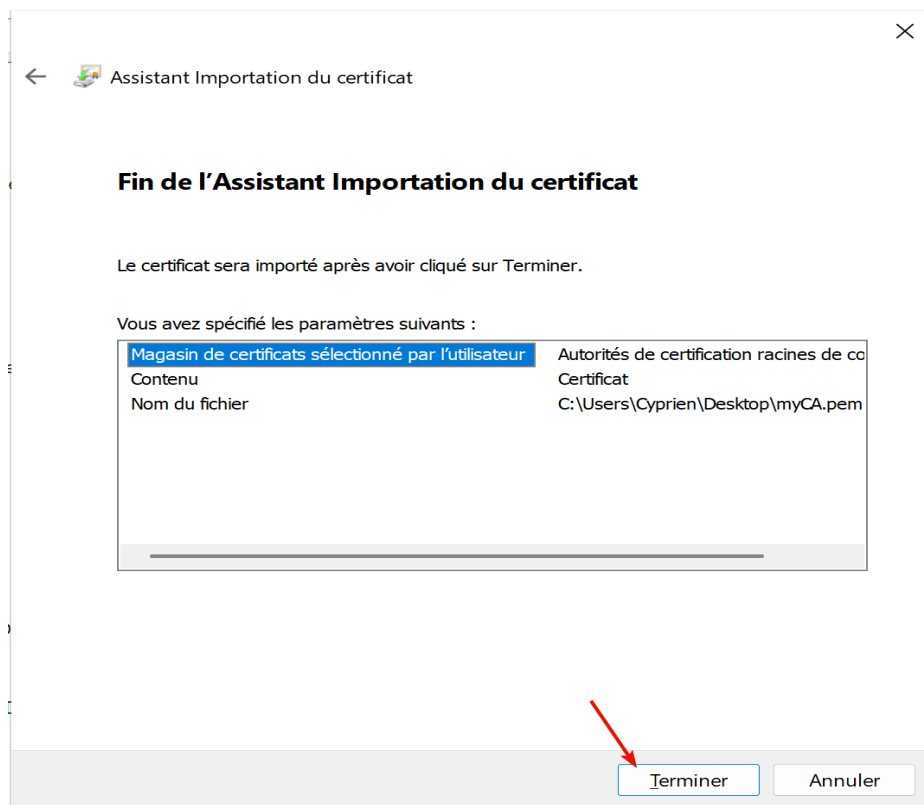 Assistant Importation du certificat
Fin de l'Assistant Importation du certificat
Le certificat sera importé après avoir cliqué sur Terminer.
Vous avez spécifié les paramètres suivants :
Magasin de certificats sélectionné par l'utilisateur Autorités de certification racines de co
Contenu Certificat
Nom du fichier C:\Users\Cyprien\Desktop\myCA.pem
Terminer Annuler